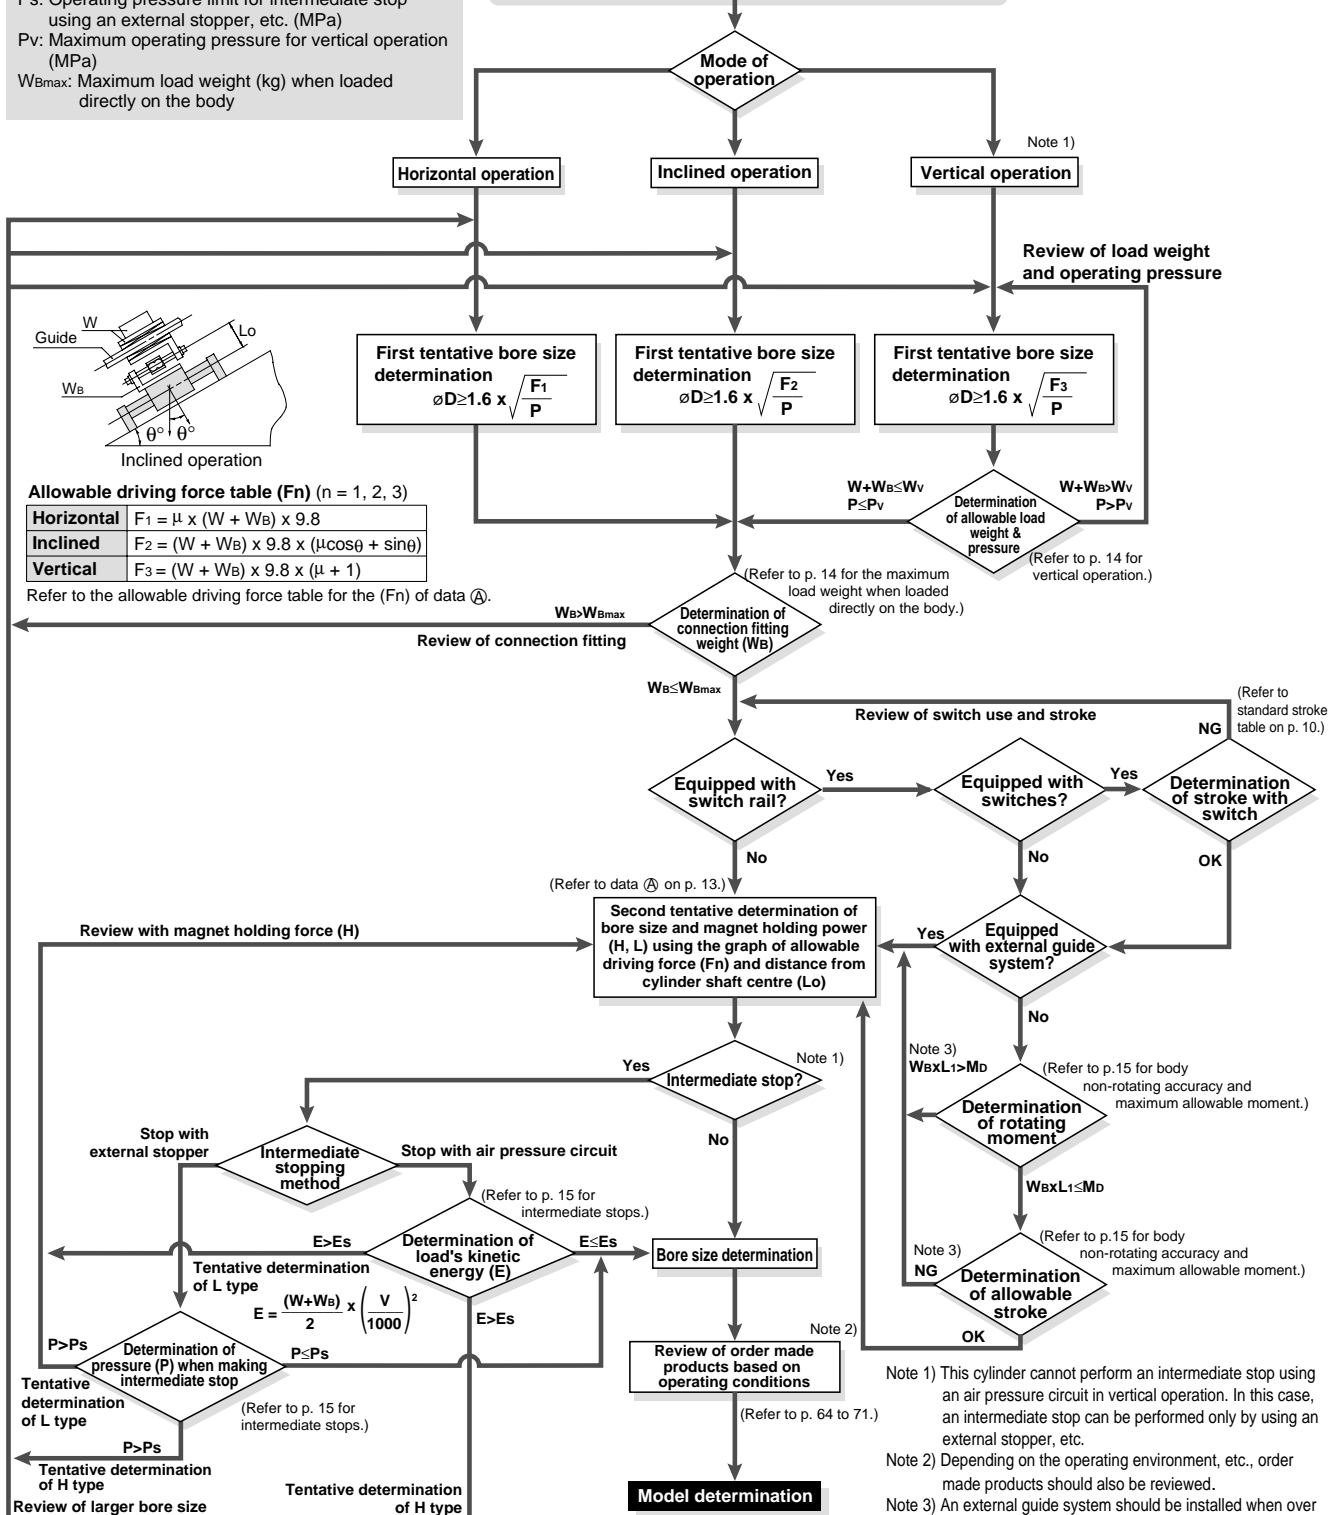 Ps: Operating pressure limit for intermediate stop
using an external stopper, etc. (MPa)
Pv: Maximum operating pressure for vertical operation
(MPa)
WBmax: Maximum load weight (kg) when loaded
directly on the body
Mode of
operation
Note 1)
Horizontal operation
Inclined operation
Vertical operation
Review of load weight
and operating pressure
W
Guide
Lo
WB
θ° θ°
Inclined operation
First tentative bore size
determination
øD≥1.6 x √F1/P
First tentative bore size
determination
øD≥1.6 x √F2/P
First tentative bore size
determination
øD≥1.6 x √F3/P
Allowable driving force table (Fn) (n = 1, 2, 3)
Horizontal F1 = μ x (W + WB) x 9.8
Inclined F2 = (W + WB) x 9.8 x (μcosθ + sinθ)
Vertical F3 = (W + WB) x 9.8 x (μ + 1)
Refer to the allowable driving force table for the (Fn) of data Ⓐ.
W+WB≤WV
P≤PV
Determination
of allowable load
weight &
pressure
W+WB>WV
P>PV
(Refer to p. 14 for
vertical operation.)
(Refer to p. 14 for the maximum
load weight when loaded
directly on the body.)
WB>WBmax
Review of connection fitting
Determination of
connection fitting
weight (WB)
WB≤WBmax
Review of switch use and stroke
(Refer to
standard stroke
table on p. 10.)
NG
Equipped with
switch rail?
Yes
Equipped with
switches?
Yes
Determination
of stroke with
switch
No
No
OK
(Refer to data Ⓐ on p. 13.)
Second tentative determination of
bore size and magnet holding power
(H, L) using the graph of allowable
driving force (Fn) and distance from
cylinder shaft centre (Lo)
Review with magnet holding force (H)
Yes
Equipped
with external guide
system?
No
Note 3)
WBxL1>MD
(Refer to p.15 for body
non-rotating accuracy and
maximum allowable moment.)
Determination
of rotating
moment
WBxL1≤MD
Yes
Intermediate stop?
Note 1)
No
Stop with
external stopper
Intermediate
stopping
method
Stop with air pressure circuit
(Refer to p. 15 for
intermediate stops.)
E>Es
Determination of
load's kinetic
energy (E)
E≤Es
Bore size determination
Tentative determination
of L type
E = (W+WB)/2 x (V/1000)²
E>Es
Note 3)
NG
(Refer to p.15 for body
non-rotating accuracy and
maximum allowable moment.)
Determination
of allowable
stroke
OK
P>Ps
Determination of
pressure (P) when making
intermediate stop
P≤Ps
Tentative
determination
of L type
(Refer to p. 15 for
intermediate stops.)
P>Ps
Tentative determination
of H type
Review of larger bore size
Tentative determination
of H type
Note 2)
Review of order made
products based on
operating conditions
(Refer to p. 64 to 71.)
Model determination
Note 1) This cylinder cannot perform an intermediate stop using
an air pressure circuit in vertical operation. In this case,
an intermediate stop can be performed only by using an
external stopper, etc.
Note 2) Depending on the operating environment, etc., order
made products should also be reviewed.
Note 3) An external guide system should be installed when over